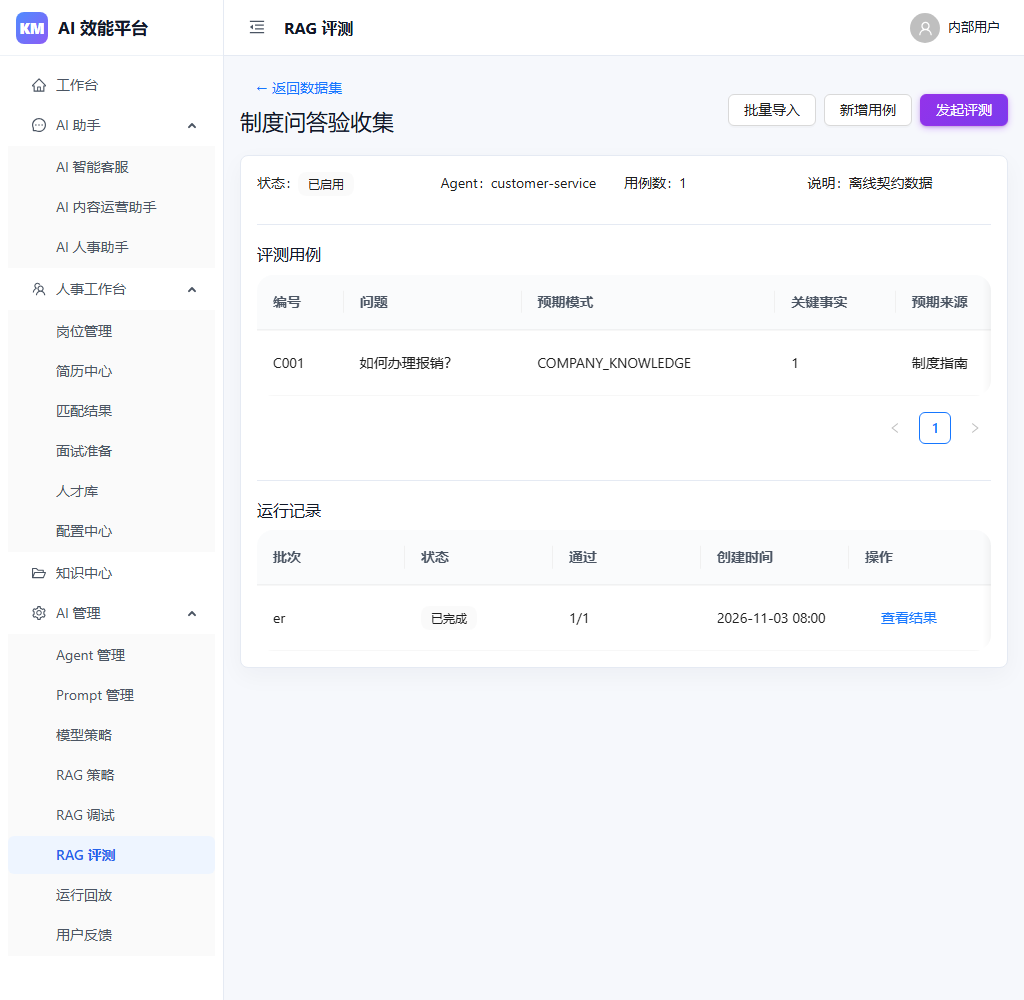 KM AI 效能平台
工作台
AI 助手
AI 智能客服
AI 内容运营助手
AI 人事助手
人事工作台
岗位管理
简历中心
匹配结果
面试准备
人才库
配置中心
知识中心
AI 管理
Agent 管理
Prompt 管理
模型策略
RAG 策略
RAG 调试
RAG 评测
运行回放
用户反馈
RAG 评测
内部用户
← 返回数据集
制度问答验收集
批量导入 新增用例 发起评测
状态： 已启用 Agent：customer-service 用例数：1 说明：离线契约数据
评测用例
编号 问题 预期模式 关键事实 预期来源
C001 如何办理报销？ COMPANY_KNOWLEDGE 1 制度指南
< 1 >
运行记录
批次 状态 通过 创建时间 操作
er 已完成 1/1 2026-11-03 08:00 查看结果